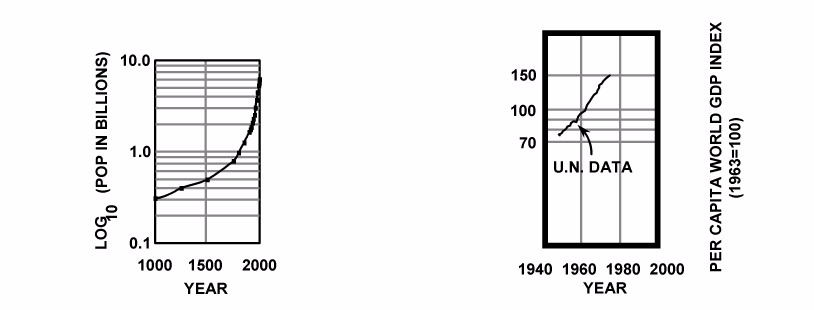 LOG10 (POP IN BILLIONS)
10.0
1.0
0.1
1000 1500 2000
YEAR
150
100
70
U.N. DATA
1940 1960 1980 2000
YEAR
PER CAPITA WORLD GDP INDEX
(1963=100)